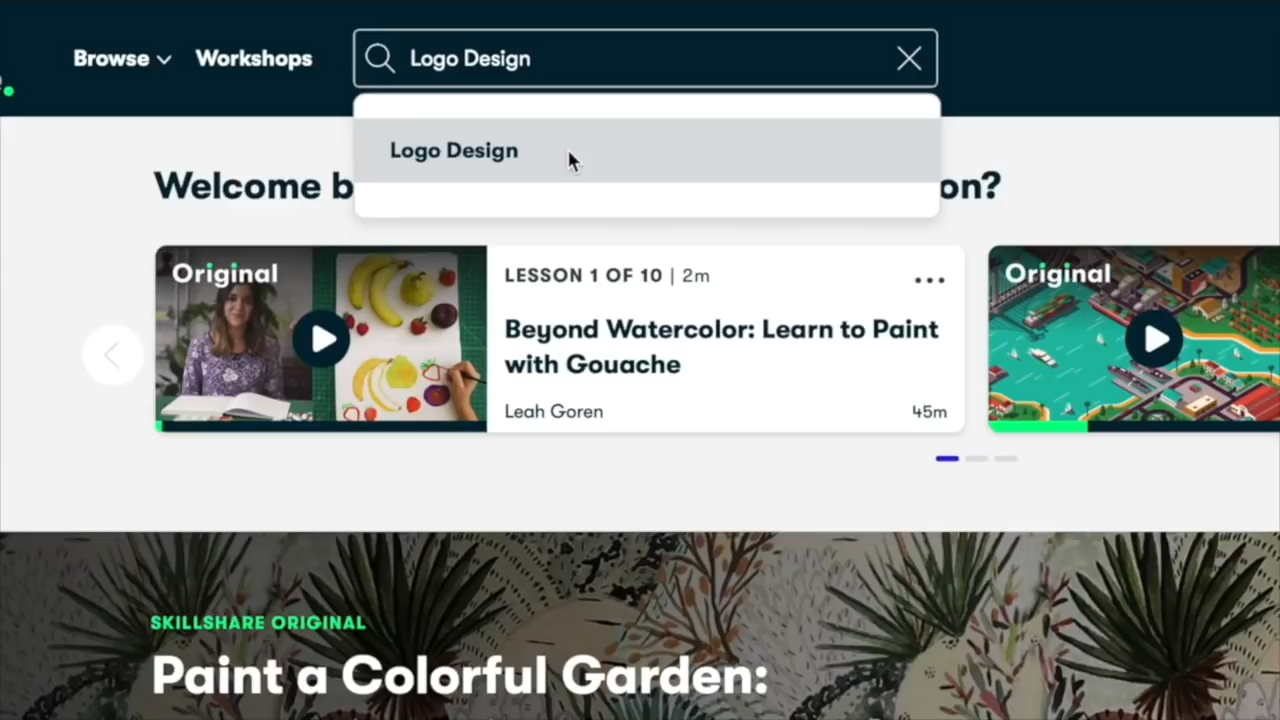 Browse Workshops Logo Design
Logo Design
Welcome b on?
Original
LESSON 1 OF 10 | 2m
Beyond Watercolor: Learn to Paint
with Gouache
Leah Goren 45m
Original
SKILLSHARE ORIGINAL
Paint a Colorful Garden: